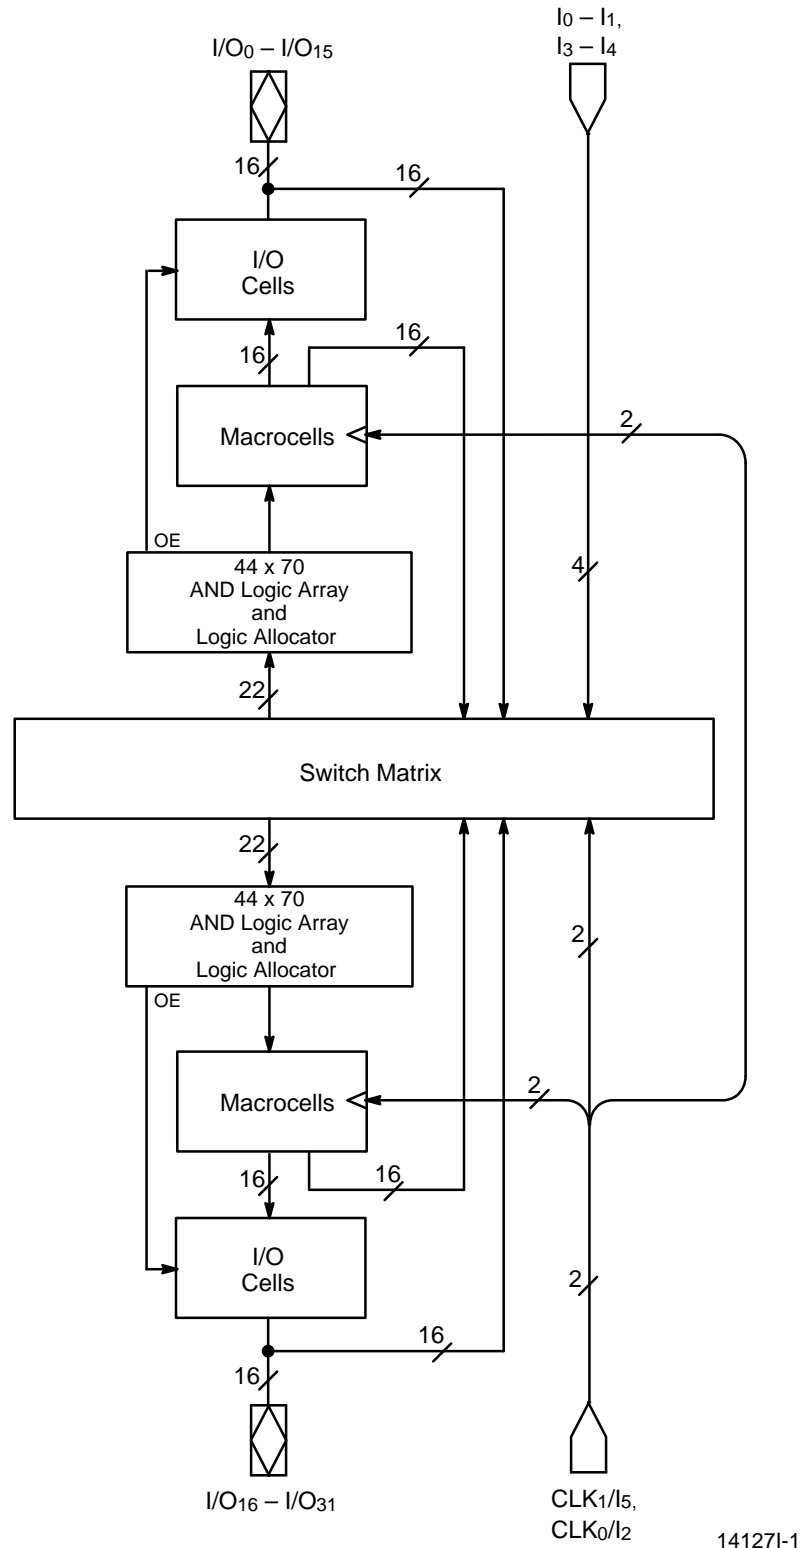 I/O0 – I/O15
I0 – I1,
I3 – I4
16
16
I/O
Cells
16
16
Macrocells
2
OE
44 x 70
AND Logic Array
and
Logic Allocator
4
22
Switch Matrix
22
44 x 70
AND Logic Array
and
Logic Allocator
2
OE
Macrocells
2
16
16
I/O
Cells
2
16
16
I/O16 – I/O31
CLK1/I5,
CLK0/I2
14127I-1